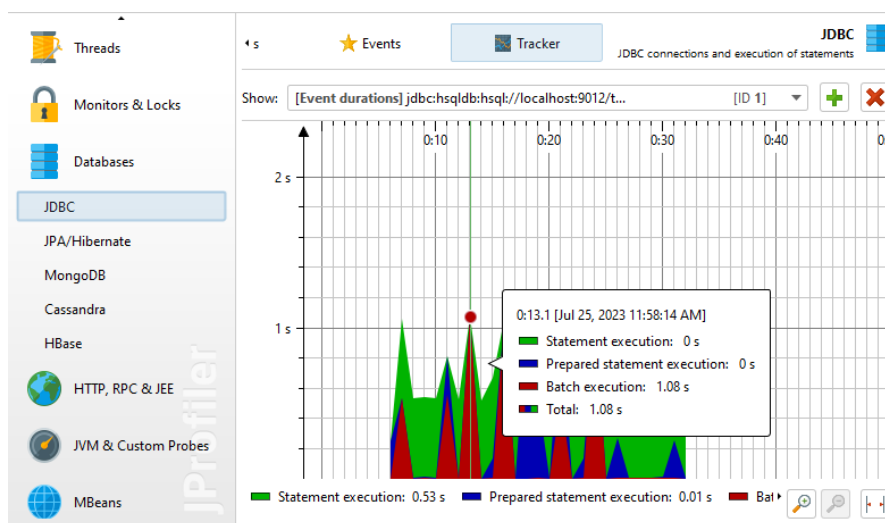 Threads
Monitors & Locks
Databases
JDBC
JPA/Hibernate
MongoDB
Cassandra
HBase
HTTP, RPC & JEE
JVM & Custom Probes
MBeans
JProfiler
s
Events
Tracker
JDBC
JDBC connections and execution of statements
Show: [Event durations] jdbc:hsqldb:hsql://localhost:9012/t... [ID 1]
0:10 0:20 0:30 0:40 0:
2 s
1 s
0:13.1 [Jul 25, 2023 11:58:14 AM]
Statement execution: 0 s
Prepared statement execution: 0 s
Batch execution: 1.08 s
Total: 1.08 s
Statement execution: 0.53 s Prepared statement execution: 0.01 s Bat